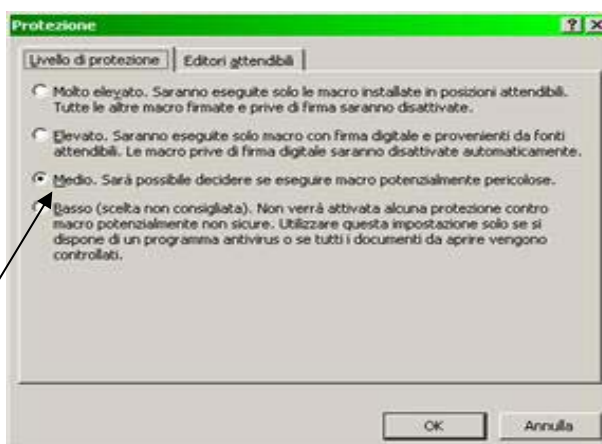 Protezione
Livello di protezione
Editori attendibili
Molto elevato. Saranno eseguite solo le macro installate in posizioni attendibili.
Tutte le altre macro firmate e prive di firma saranno disattivate.
Elevato. Saranno eseguite solo macro con firma digitale e provenienti da fonti
attendibili. Le macro prive di firma digitale saranno disattivate automaticamente.
Medio. Sarà possibile decidere se eseguire macro potenzialmente pericolose.
Basso (scelta non consigliata). Non verrà attivata alcuna protezione contro
macro potenzialmente non sicure. Utilizzare questa impostazione solo se si
dispone di un programma antivirus o se tutti i documenti da aprire vengono
controllati.
OK
Annulla